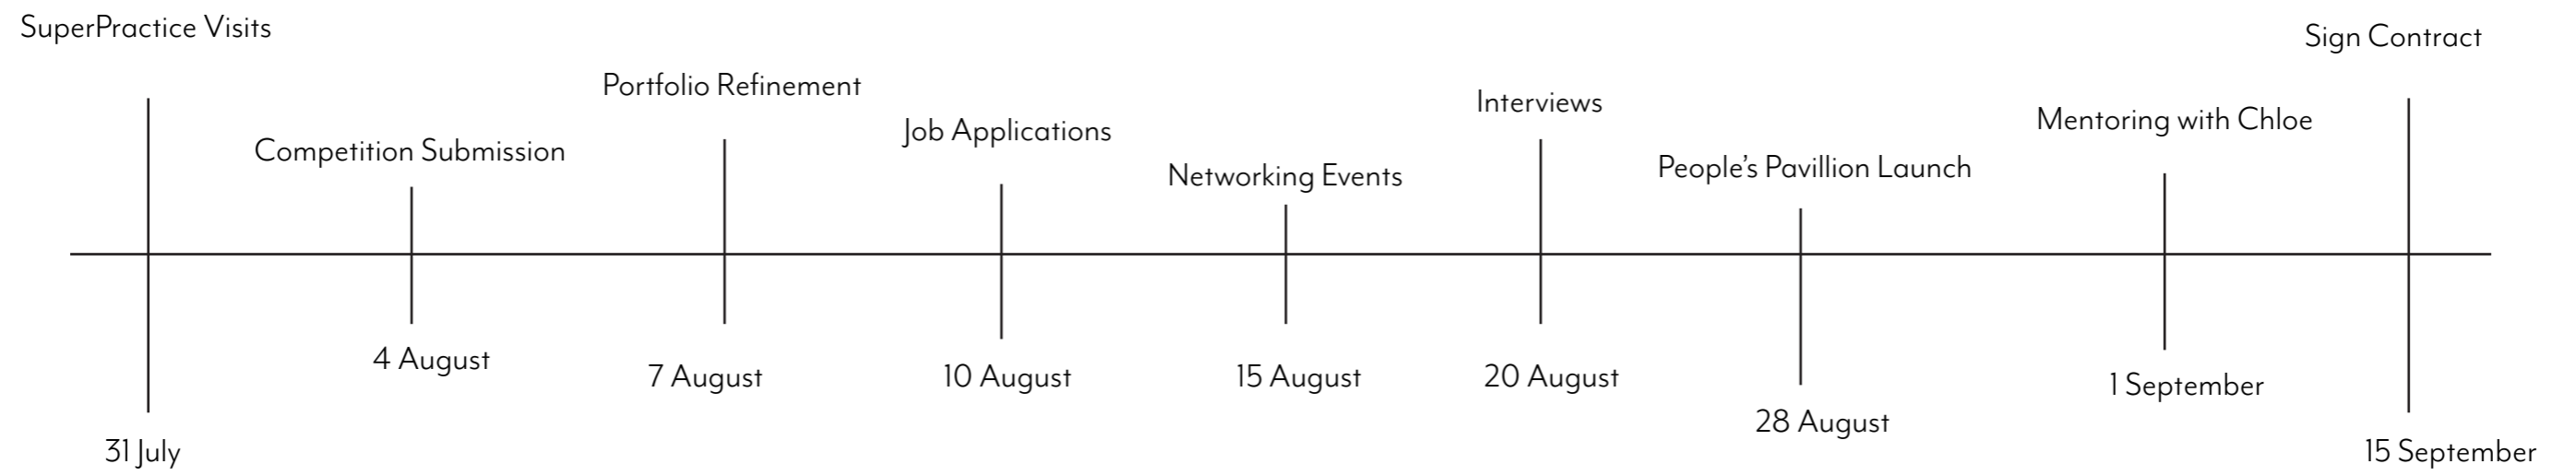 SuperPractice Visits
31 July
Competition Submission
4 August
Portfolio Refinement
7 August
Job Applications
10 August
Networking Events
15 August
Interviews
20 August
People’s Pavillion Launch
28 August
Mentoring with Chloe
1 September
Sign Contract
15 September